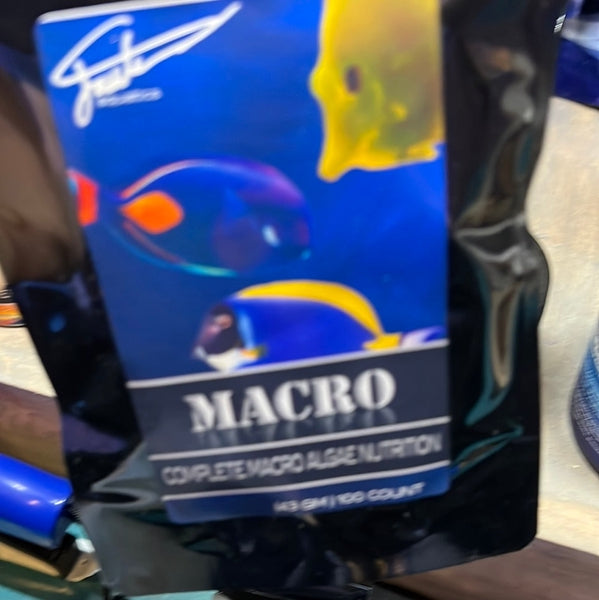 MACRO
COMPLETE MACRO ALGAE NUTRITION
143 GM | 100 COUNT